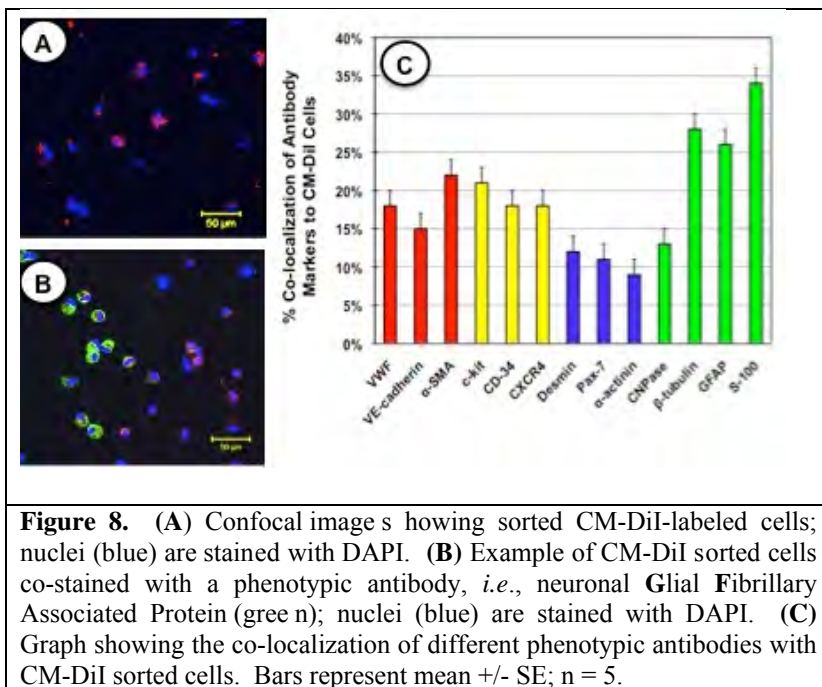 A
50 µm
B
50 µm
C
% Co-localization of Antibody
Markers to CM-DiI Cells
40%
35%
30%
25%
20%
15%
10%
5%
0%
VWF
VE-cadherin
α-SMA
c-kit
CD-34
CXCR4
Desmin
Pax-7
α-actinin
CNPase
β-tubulin
GFAP
S-100
Figure 8. (A) Confocal image s howing sorted CM-DiI-labeled cells;
nuclei (blue) are stained with DAPI. (B) Example of CM-DiI sorted cells
co-stained with a phenotypic antibody, i.e., neuronal Glial Fibrillary
Associated Protein (gree n); nuclei (blue) are stained with DAPI. (C)
Graph showing the co-localization of different phenotypic antibodies with
CM-DiI sorted cells. Bars represent mean +/- SE; n = 5.